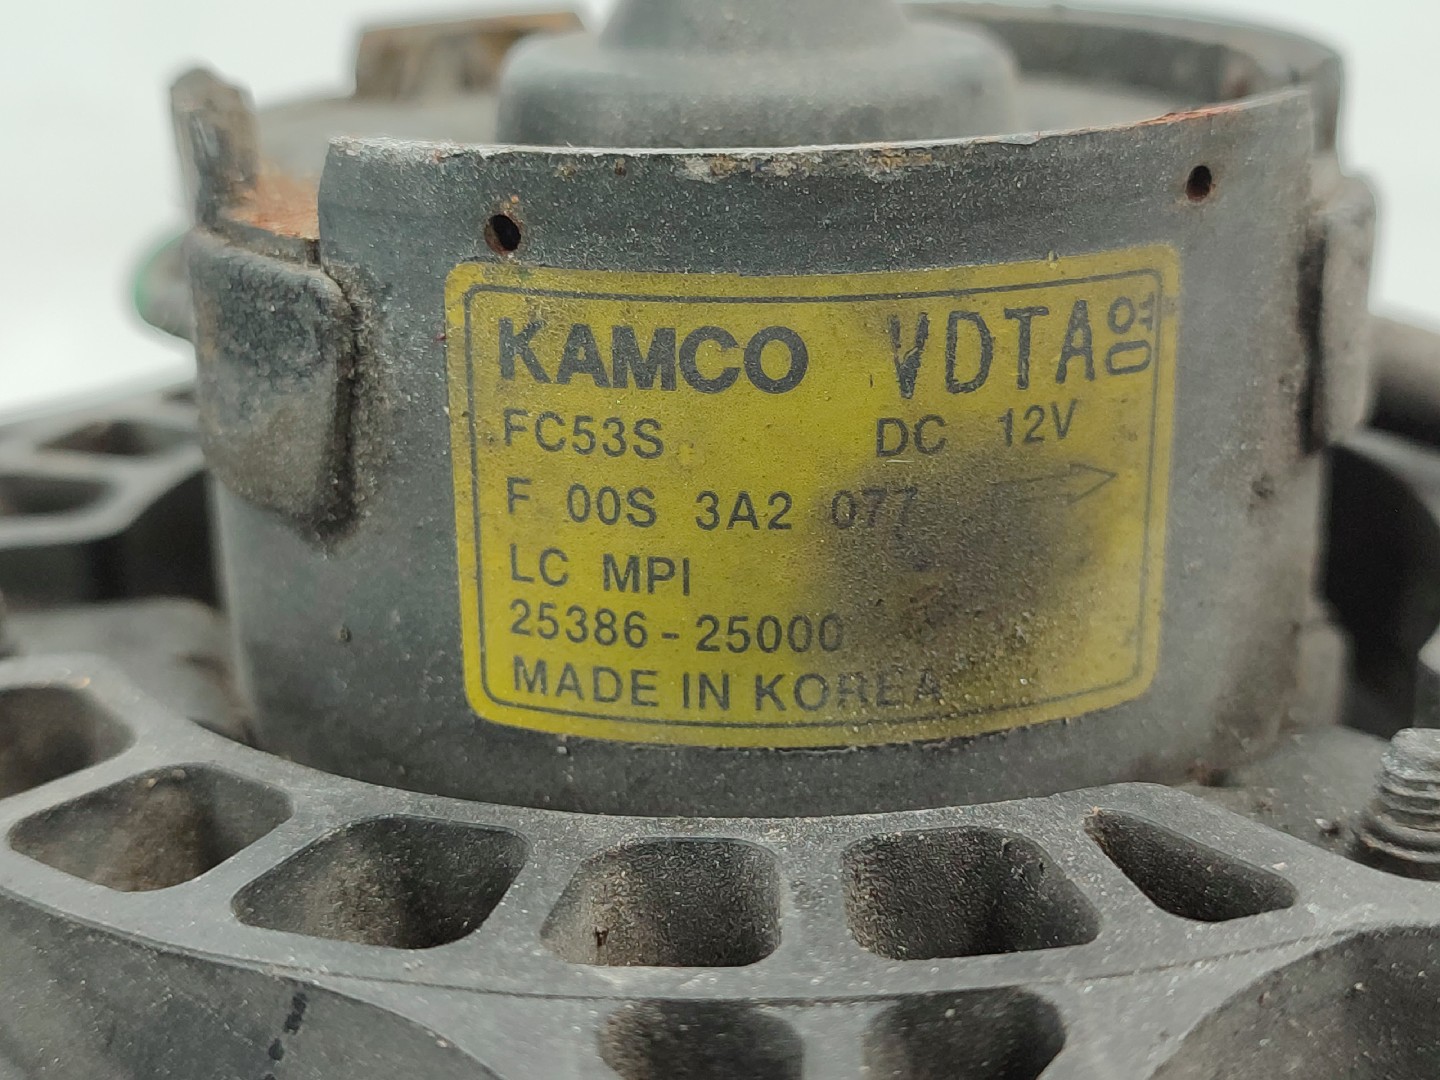 KAMCO VDTA
FC53S DC 12V
F 00S 3A2 077
LC MPI
25386-25000
MADE IN KOREA